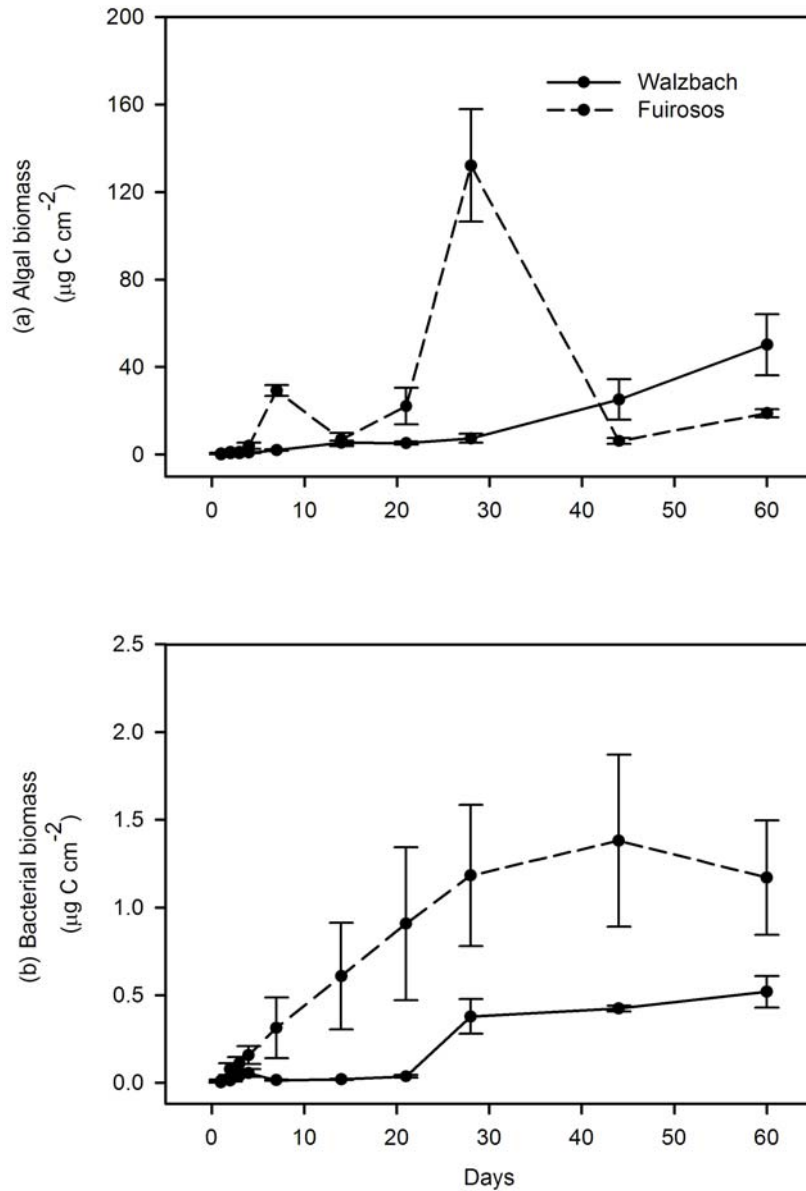 200
160
120
80
40
0
(a) Algal biomass
(µg C cm⁻²)
Walzbach
Fuirosos
0 10 20 30 40 50 60
2.5
2.0
1.5
1.0
0.5
0.0
(b) Bacterial biomass
(µg C cm⁻²)
0 10 20 30 40 50 60
Days